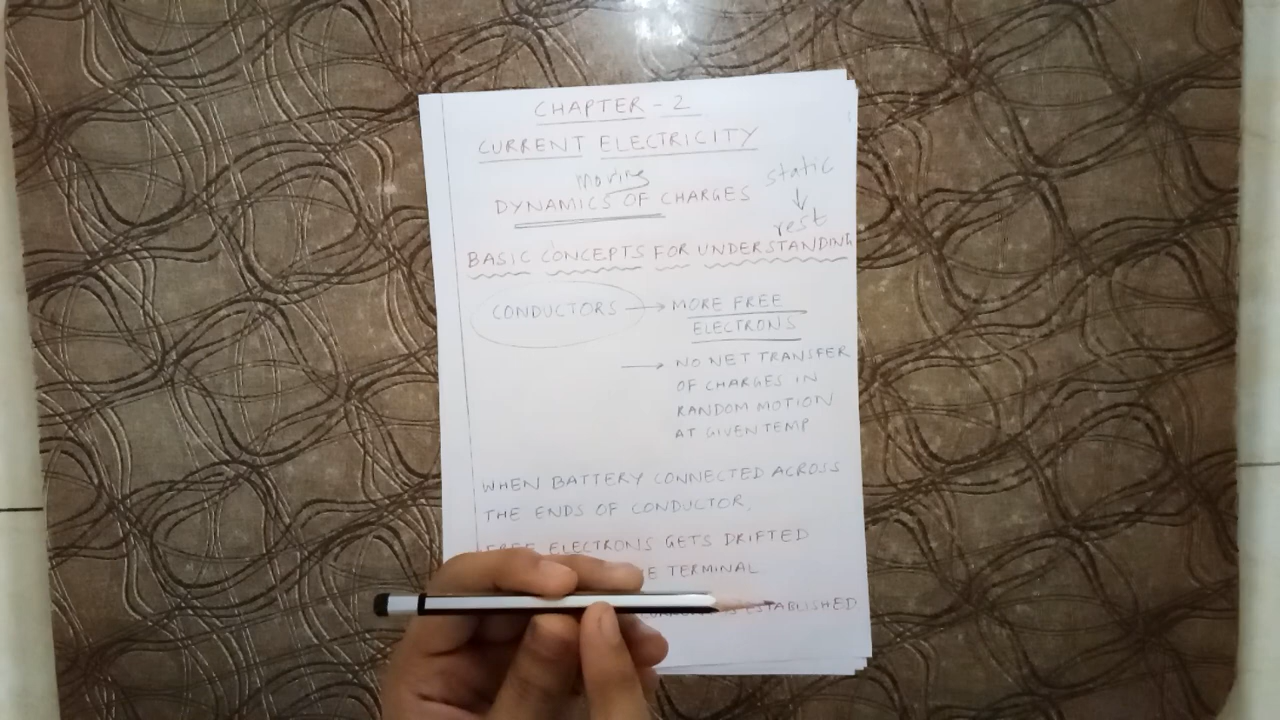 CHAPTER - 2
CURRENT ELECTRICITY
moving
static
DYNAMICS OF CHARGES
rest
BASIC CONCEPTS FOR UNDERSTANDING
CONDUCTORS → MORE FREE
ELECTRONS
→ NO NET TRANSFER
OF CHARGES IN
RANDOM MOTION
AT GIVEN TEMP
WHEN BATTERY CONNECTED ACROSS
THE ENDS OF CONDUCTOR,
FREE ELECTRONS GETS DRIFTED
TERMINAL
ESTABLISHED